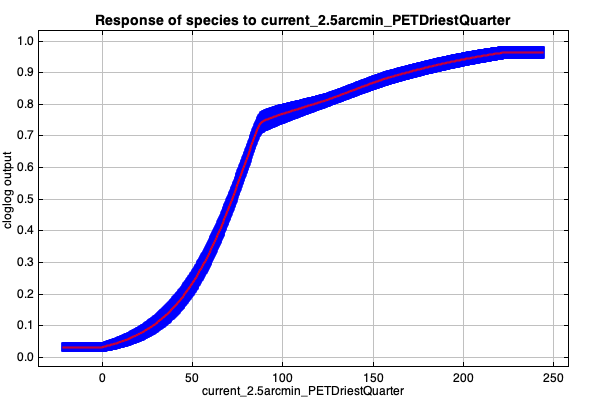 Response of species to current_2.5arcmin_PETDriestQuarter
1.0
0.9
0.8
0.7
0.6
0.5
0.4
0.3
0.2
0.1
0.0
cloglog output
0 50 100 150 200 250
current_2.5arcmin_PETDriestQuarter